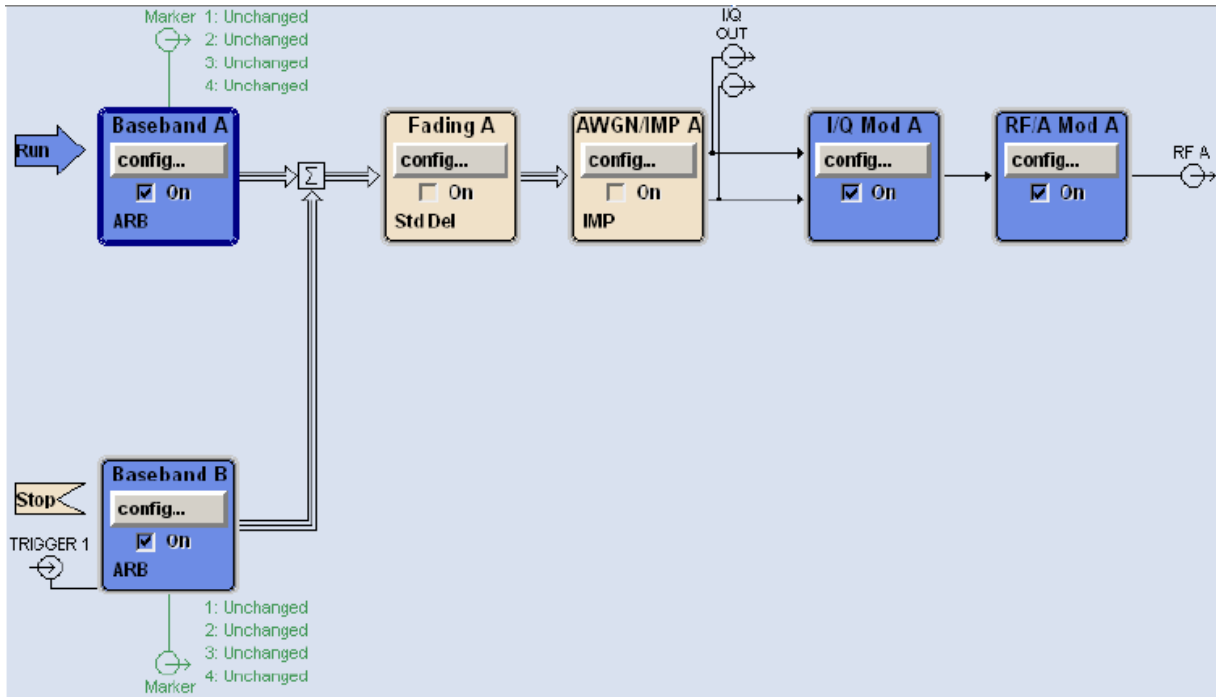 Marker 1: Unchanged
2: Unchanged
3: Unchanged
4: Unchanged
I/Q
OUT
Run
Baseband A
config...
On
ARB
Σ
Fading A
config...
On
Std Del
AWGN/IMP A
config...
On
IMP
I/Q Mod A
config...
On
RF/A Mod A
config...
On
RF A
Stop
TRIGGER 1
Baseband B
config...
On
ARB
1: Unchanged
2: Unchanged
3: Unchanged
4: Unchanged
Marker